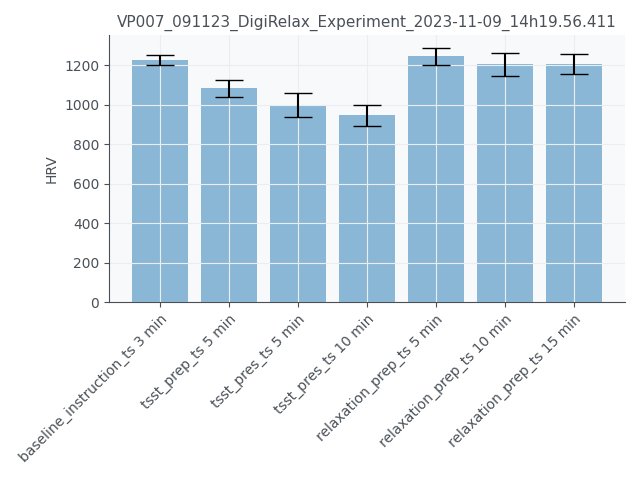 VP007_091123_DigiRelax_Experiment_2023-11-09_14h19.56.411
HRV
1200
1000
800
600
400
200
0
baseline_instruction_ts 3 min
tsst_prep_ts 5 min
tsst_pres_ts 5 min
tsst_pres_ts 10 min
relaxation_prep_ts 5 min
relaxation_prep_ts 10 min
relaxation_prep_ts 15 min